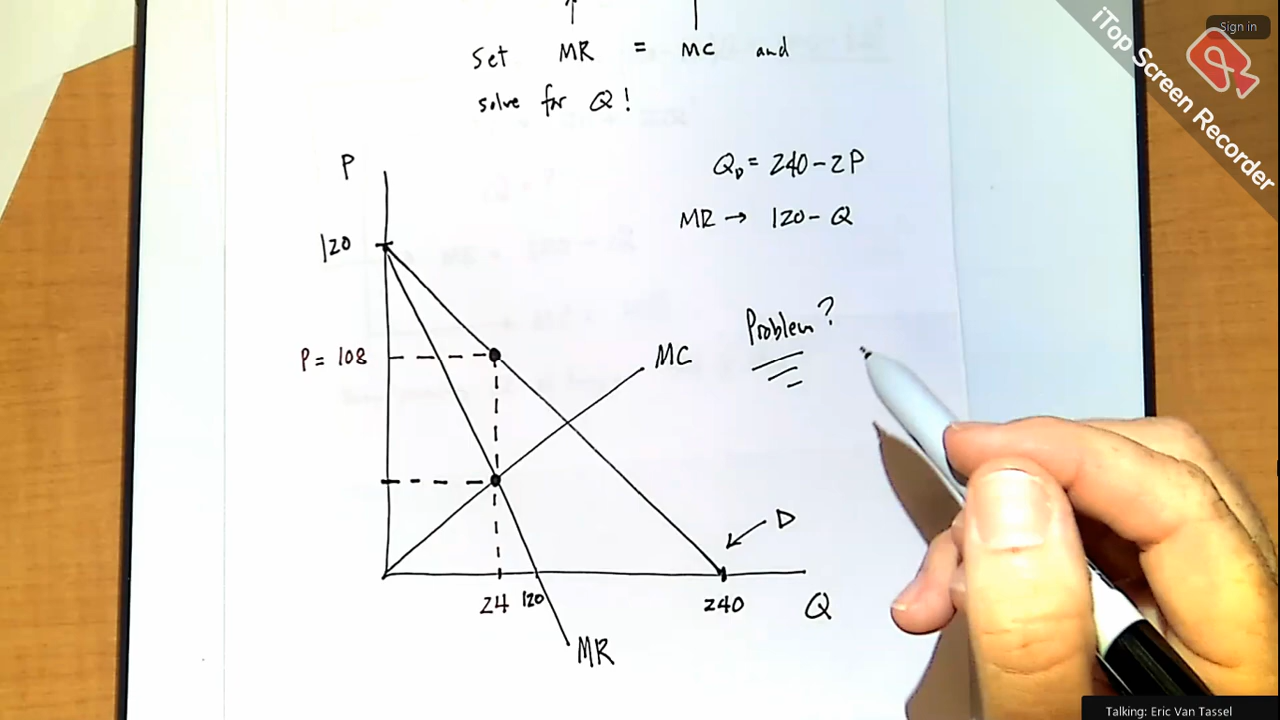 Set MR = MC and
solve for Q!
P
Q_D = 240 - 2P
MR → 120 - Q
120
Problem?
P = 108
MC
D
24
120
240
Q
MR
iTop Screen Recorder
Sign in
Talking: Eric Van Tassel